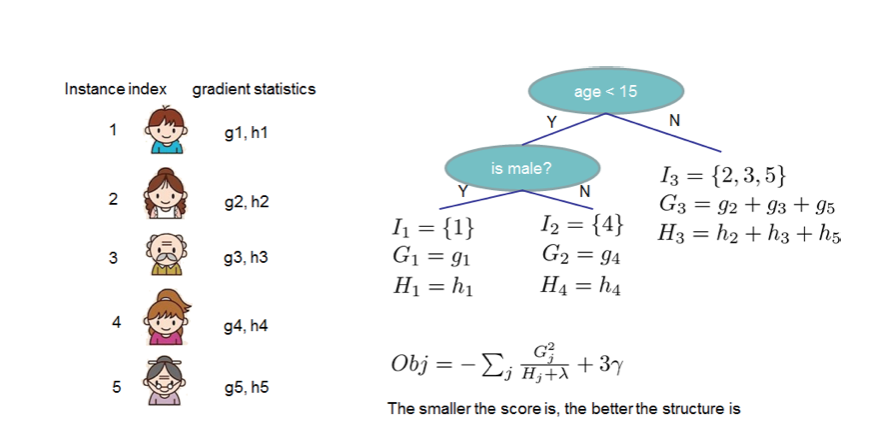 Instance index gradient statistics
1 g1, h1
2 g2, h2
3 g3, h3
4 g4, h4
5 g5, h5
age < 15
Y N
is male?
Y N
I₁ = {1}
G₁ = g₁
H₁ = h₁
I₂ = {4}
G₂ = g₄
H₄ = h₄
I₃ = {2, 3, 5}
G₃ = g₂ + g₃ + g₅
H₃ = h₂ + h₃ + h₅
Obj = − ∑ⱼ Gⱼ²/(Hⱼ+λ) + 3γ
The smaller the score is, the better the structure is